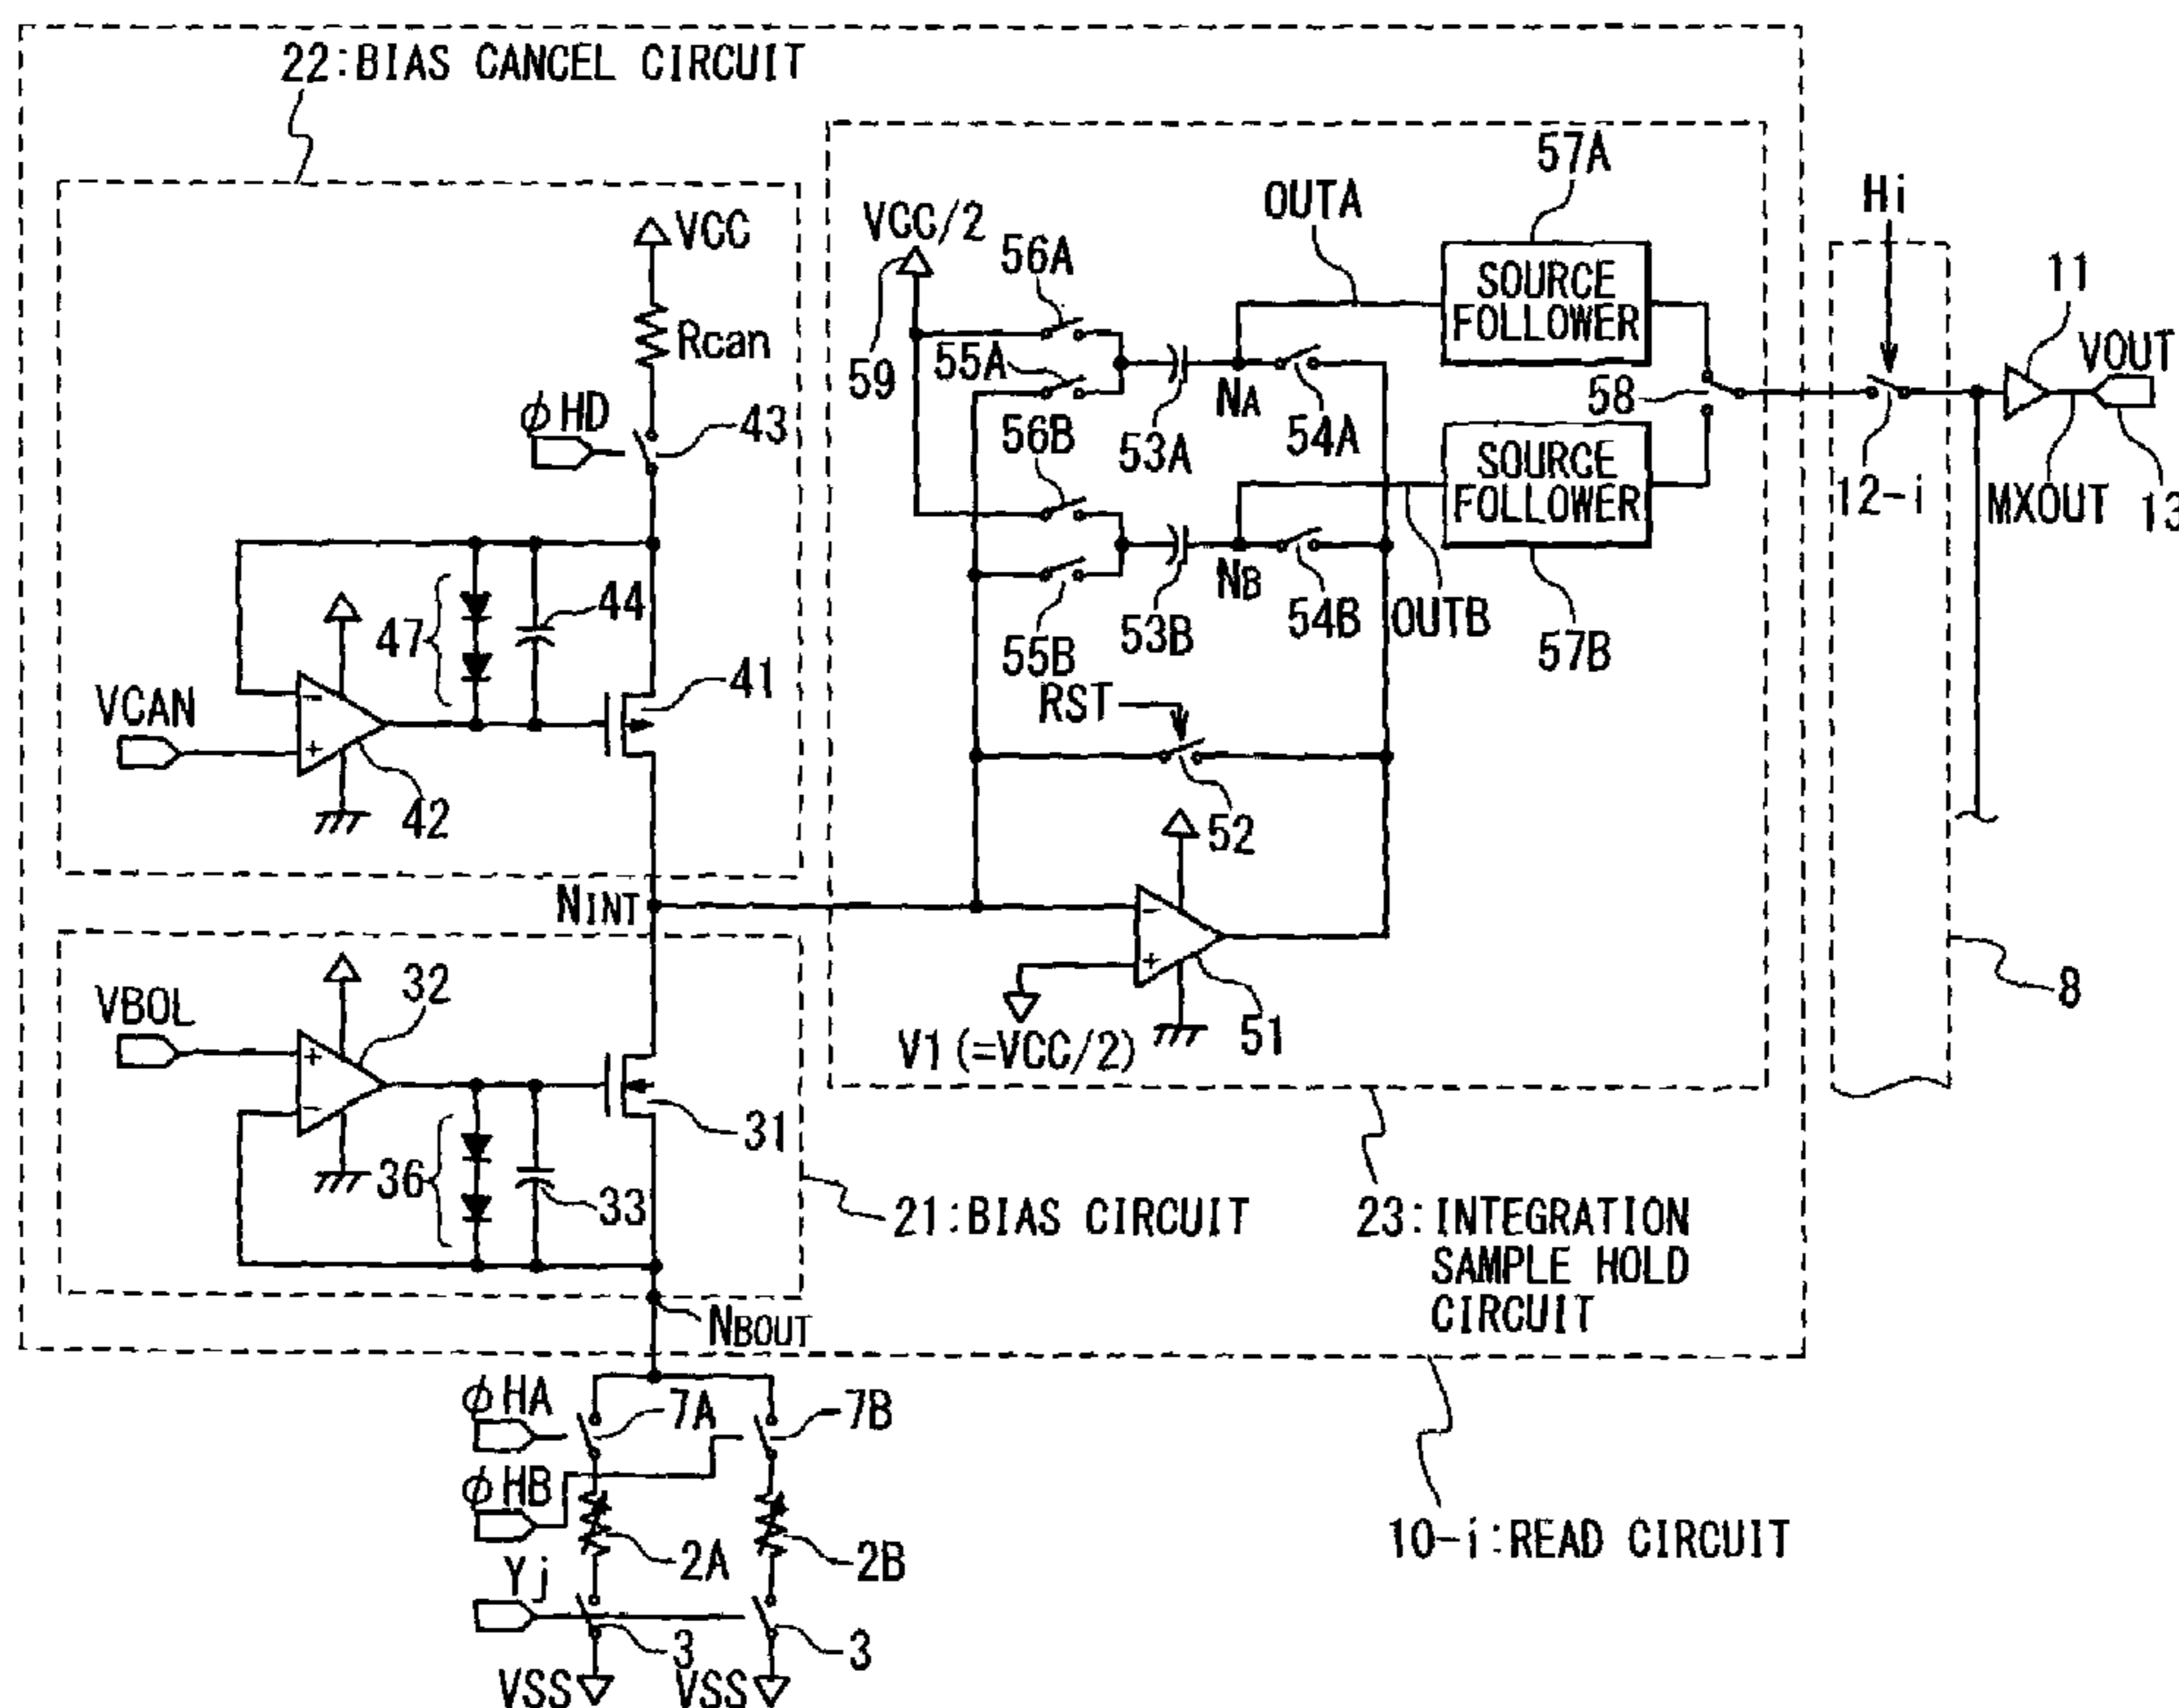 22:BIAS CANCEL CIRCUIT
VCC
Rcan
φHD
43
47
44
41
VCAN
-
+
42
NINT
VCC/2
59
56A
55A
56B
55B
OUTA
57A
SOURCE
FOLLOWER
NA
53A
54A
58
SOURCE
FOLLOWER
NB
53B
54B
OUTB
57B
RST
52
-
+
51
V1(=VCC/2)
Hi
12-i
11
VOUT
MXOUT
13
8
VBOL
32
+
-
36
33
31
21:BIAS CIRCUIT
23:INTEGRATION
SAMPLE HOLD
CIRCUIT
NBOUT
φHA
7A
7B
φHB
2A
2B
Yj
3
3
VSS
VSS
10-i:READ CIRCUIT